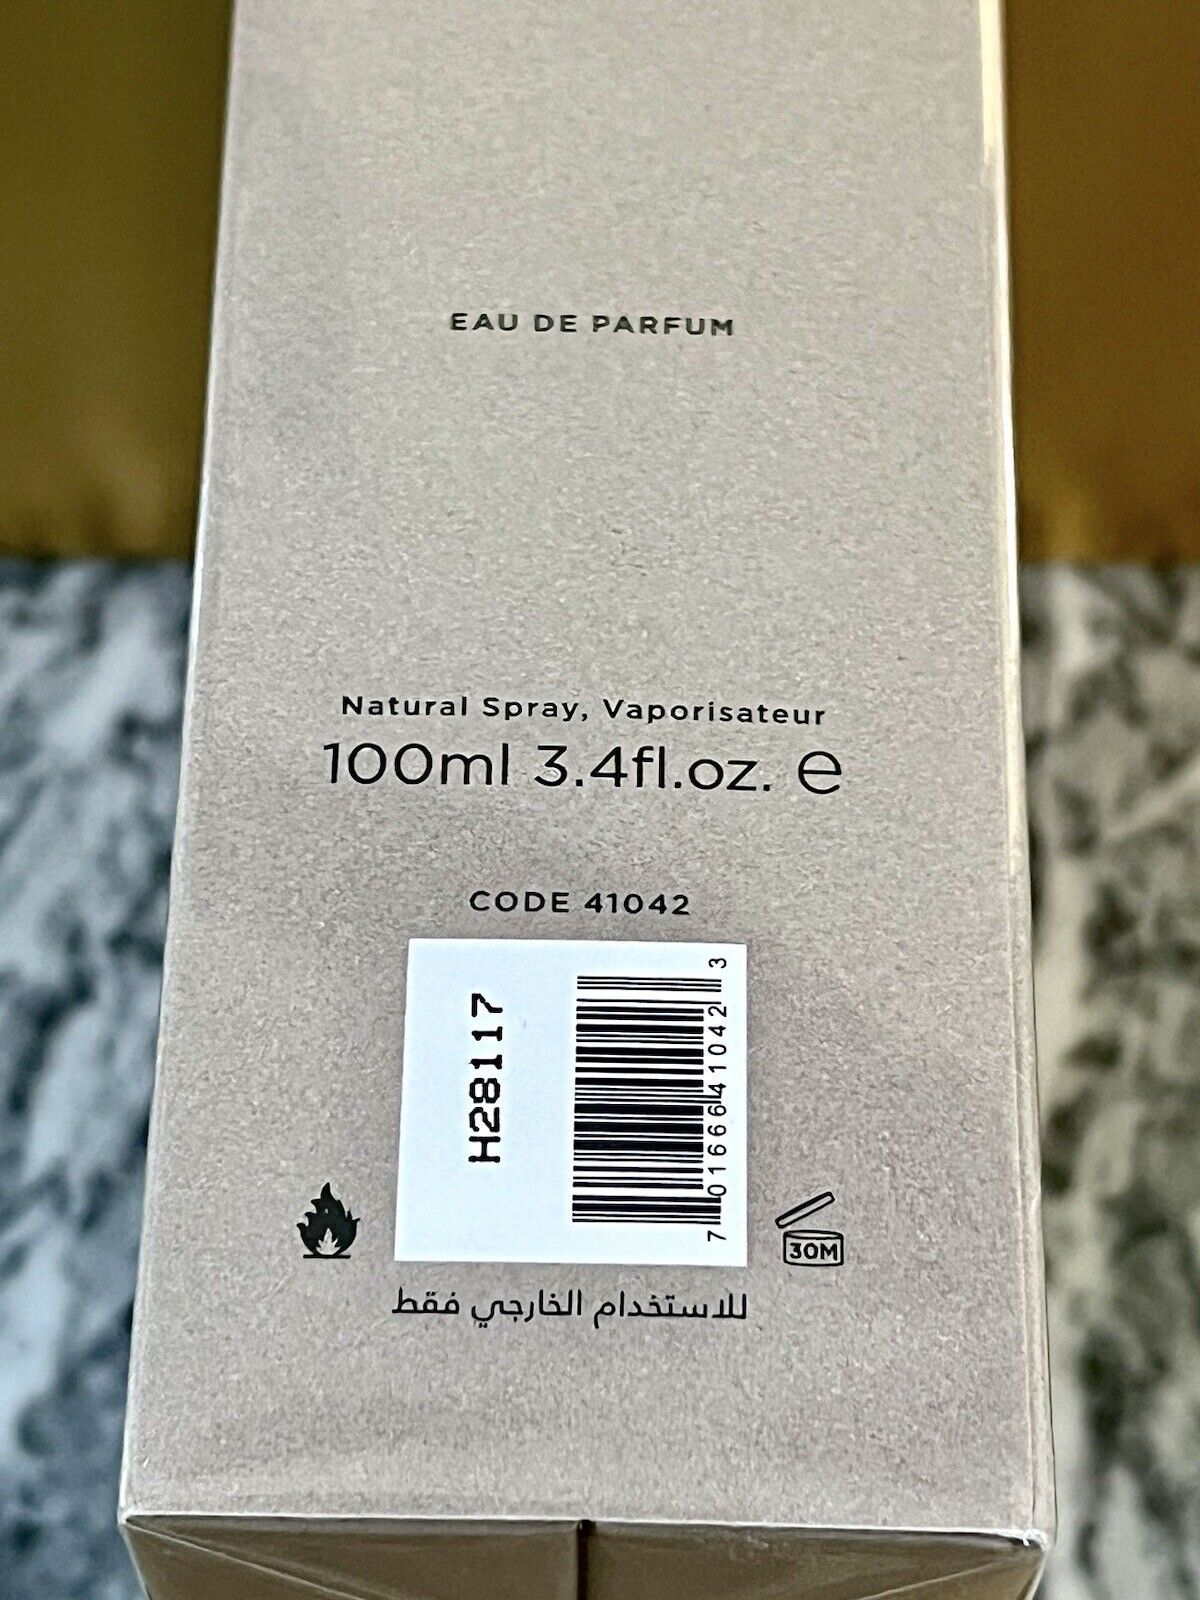 EAU DE PARFUM
Natural Spray, Vaporisateur
100ml 3.4fl.oz. e
CODE 41042
H28117
7 01666 41042 3
30M
للاستخدام الخارجي فقط